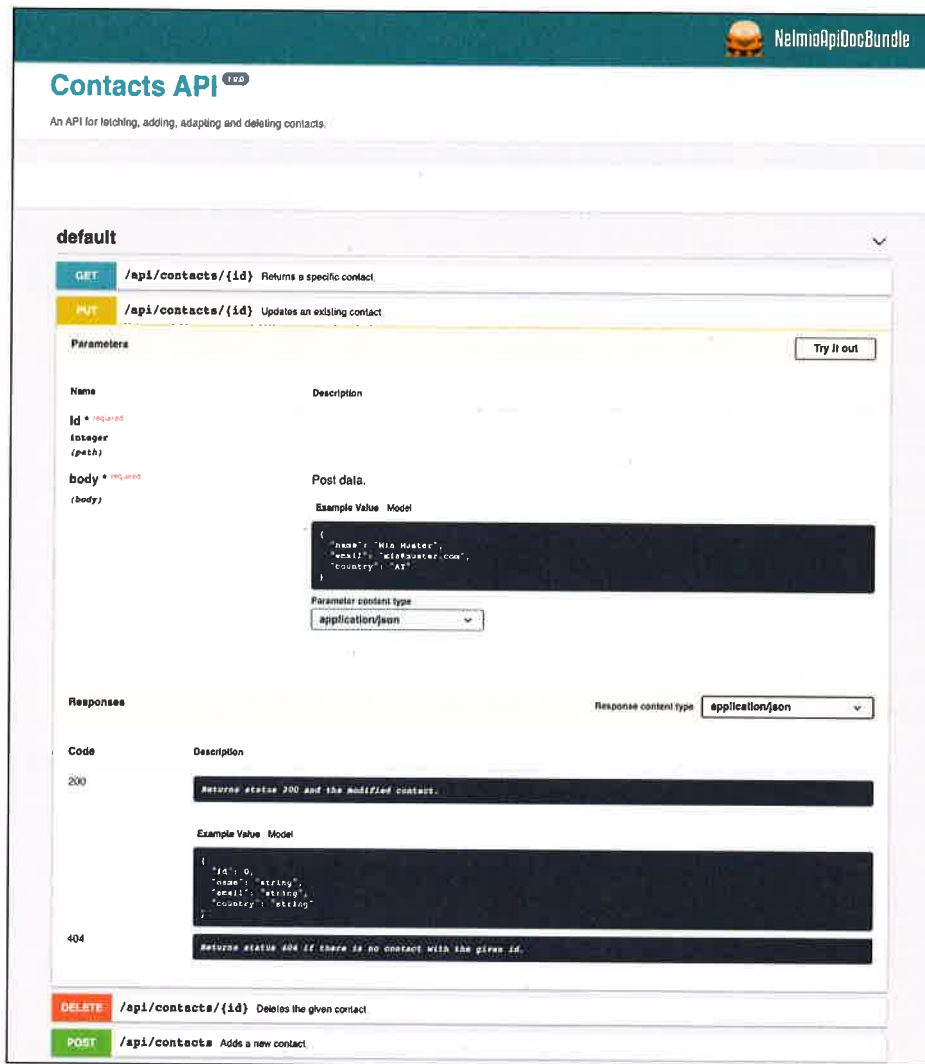 NelmioApiDocBundle
Contacts API 1.0.0
An API for fetching, adding, adapting and deleting contacts.
default
GET /api/contacts/{id} Returns a specific contact.
PUT /api/contacts/{id} Updates an existing contact
Parameters
Try it out
Name Description
id * required
integer
(path)
body * required Post data.
(body)
Example Value Model
{
"name": "Mia Muster",
"email": "mia@muster.com",
"country": "AT"
}
Parameter content type
application/json
Responses
Response content type application/json
Code Description
200
Returns status 200 and the modified contact.
Example Value Model
{
"id": 0,
"name": "string",
"email": "string",
"country": "string"
}
404
Returns status 404 if there is no contact with the given id.
DELETE /api/contacts/{id} Deletes the given contact.
POST /api/contacts Adds a new contact.